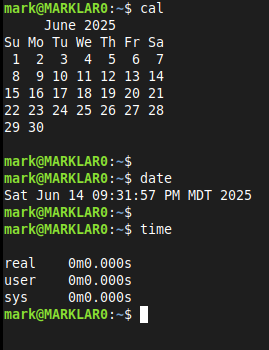 mark@MARKLAR0:~$ cal
     June 2025
Su Mo Tu We Th Fr Sa
 1  2  3  4  5  6  7
 8  9 10 11 12 13 14
15 16 17 18 19 20 21
22 23 24 25 26 27 28
29 30

mark@MARKLAR0:~$
mark@MARKLAR0:~$ date
Sat Jun 14 09:31:57 PM MDT 2025
mark@MARKLAR0:~$
mark@MARKLAR0:~$ time

real    0m0.000s
user    0m0.000s
sys     0m0.000s
mark@MARKLAR0:~$